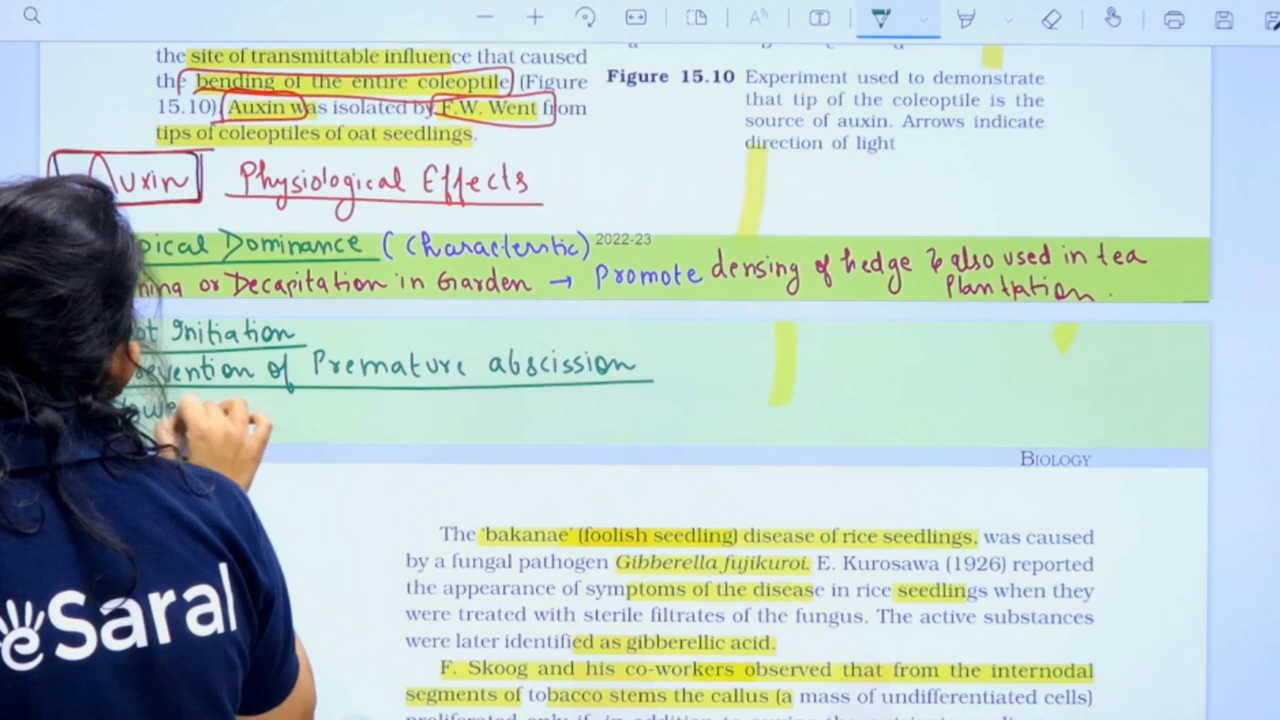 the site of transmittable influence that caused
the bending of the entire coleoptile (Figure
15.10). Auxin was isolated by F.W. Went from
tips of coleoptiles of oat seedlings.
Figure 15.10 Experiment used to demonstrate
that tip of the coleoptile is the
source of auxin. Arrows indicate
direction of light
Auxin Physiological Effects
pical Dominance (Characterstic) 2022-23
or Decapitation in Garden → Promote densing of hedge & also used in tea
Plantpation.
ot Initiation
evention of Premature abscission
BIOLOGY
The 'bakanae' (foolish seedling) disease of rice seedlings, was caused
by a fungal pathogen Gibberella fujikuroi. E. Kurosawa (1926) reported
the appearance of symptoms of the disease in rice seedlings when they
were treated with sterile filtrates of the fungus. The active substances
were later identified as gibberellic acid.
F. Skoog and his co-workers observed that from the internodal
segments of tobacco stems the callus (a mass of undifferentiated cells)
eSaral